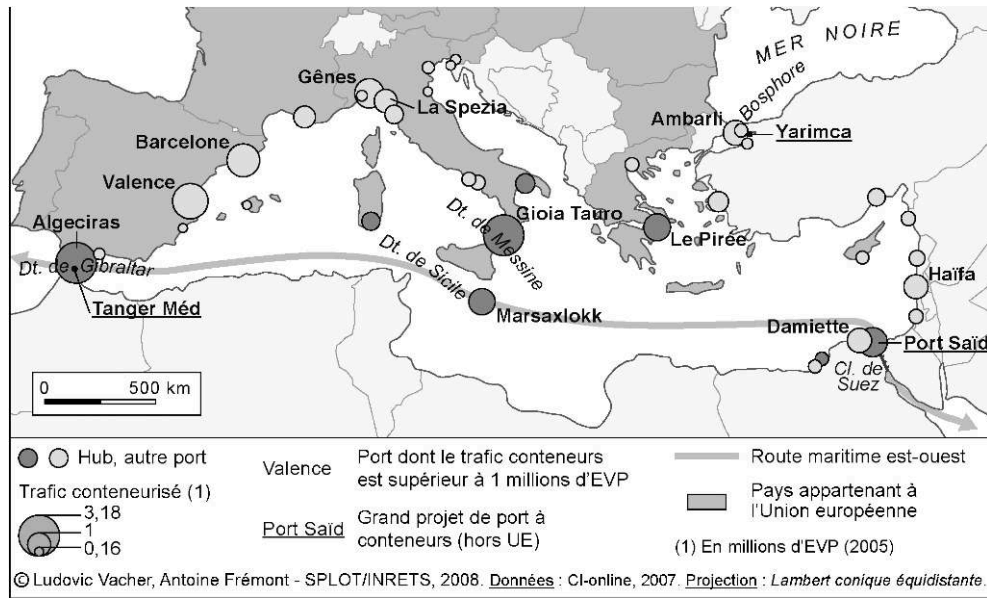 MER NOIRE
Gênes
La Spezia
Bosphore
Ambarli
Yarimca
Barcelone
Valence
Algeciras
Dt. de Gibraltar
Tanger Méd
Dt. de Sicile
Dt. de Messine
Gioia Tauro
Le Pirée
Marsaxlokk
Haïfa
Damiette
Port Saïd
Cl. de
Suez
0 500 km
Hub, autre port
Trafic conteneurisé (1)
3,18
1
0,16
Valence
Port dont le trafic conteneurs
est supérieur à 1 millions d'EVP
Port Saïd
Grand projet de port à
conteneurs (hors UE)
Route maritime est-ouest
Pays appartenant à
l'Union européenne
(1) En millions d'EVP (2005)
© Ludovic Vacher, Antoine Frémont - SPLOT/INRETS, 2008. Données : CI-online, 2007. Projection : Lambert conique équidistante.